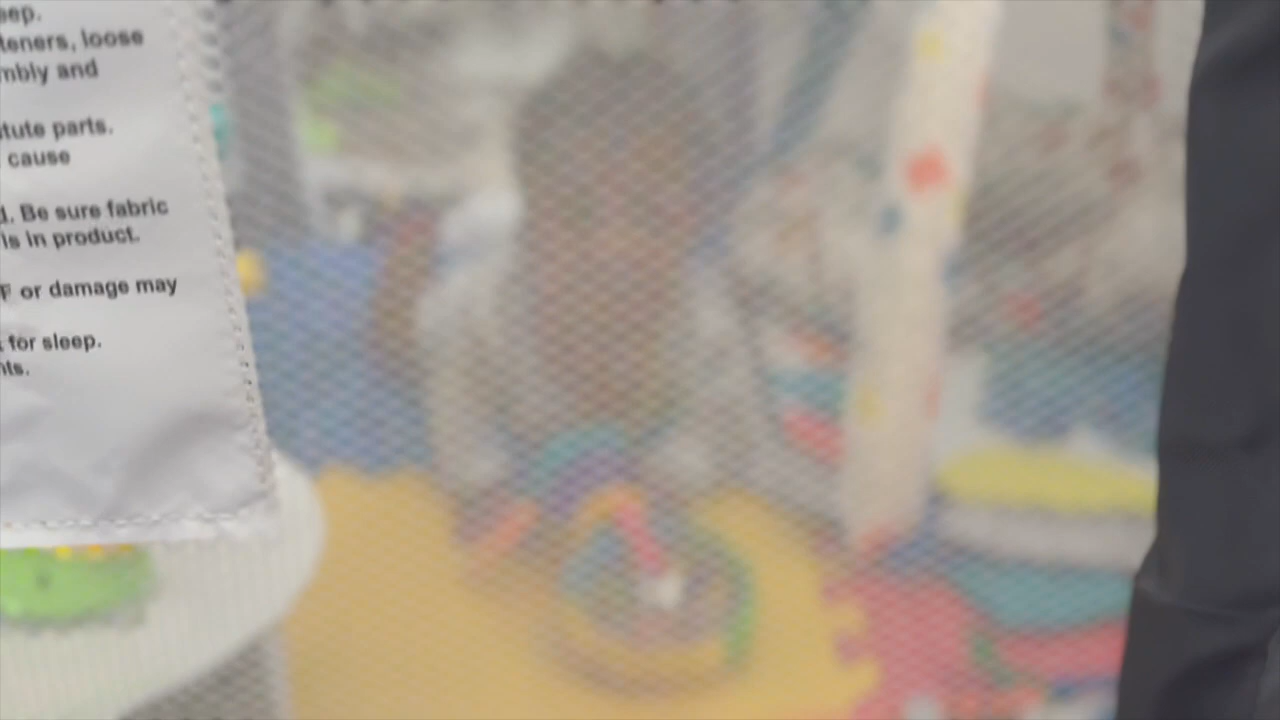 eep.
teners, loose
mbly and
tute parts.
cause
d. Be sure fabric
is in product.
F or damage may
for sleep.
nts.